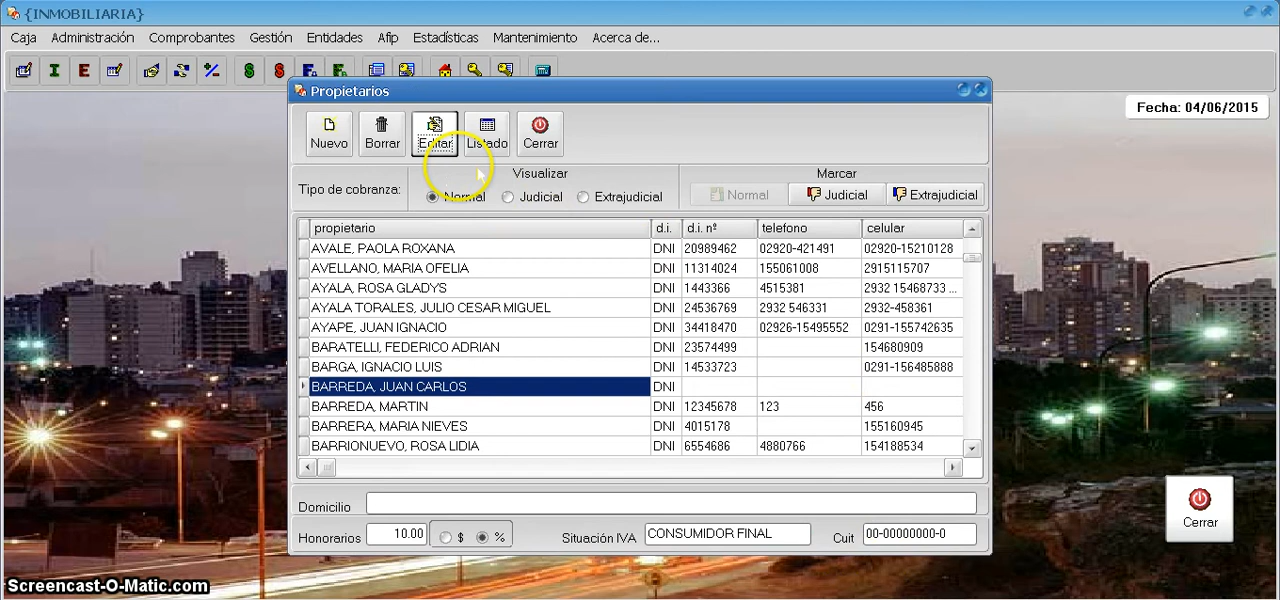 {INMOBILIARIA}
Caja Administración Comprobantes Gestión Entidades Afip Estadísticas Mantenimiento Acerca de...
I E $ $
Propietarios
Fecha: 04/06/2015
Nuevo Borrar Editar Listado Cerrar
Tipo de cobranza:
Visualizar
Normal Judicial Extrajudicial
Marcar
Normal Judicial Extrajudicial
propietario d.i. d.i. nº telefono celular
AVALE, PAOLA ROXANA DNI 20989462 02920-421491 02920-15210128
AVELLANO, MARIA OFELIA DNI 11314024 155061008 2915115707
AYALA, ROSA GLADYS DNI 1443366 4515381 2932 15468733 ...
AYALA TORALES, JULIO CESAR MIGUEL DNI 24536769 2932 546331 2932-458361
AYAPE, JUAN IGNACIO DNI 34418470 02926-15495552 0291-155742635
BARATELLI, FEDERICO ADRIAN DNI 23574499 154680909
BARGA, IGNACIO LUIS DNI 14533723 0291-156485888
BARREDA, JUAN CARLOS DNI
BARREDA, MARTIN DNI 12345678 123 456
BARRERA, MARIA NIEVES DNI 4015178 155160945
BARRIONUEVO, ROSA LIDIA DNI 6554686 4880766 154188534
Domicilio
Honorarios 10.00 $ % Situación IVA CONSUMIDOR FINAL Cuit 00-00000000-0
Cerrar
Screencast-O-Matic.com